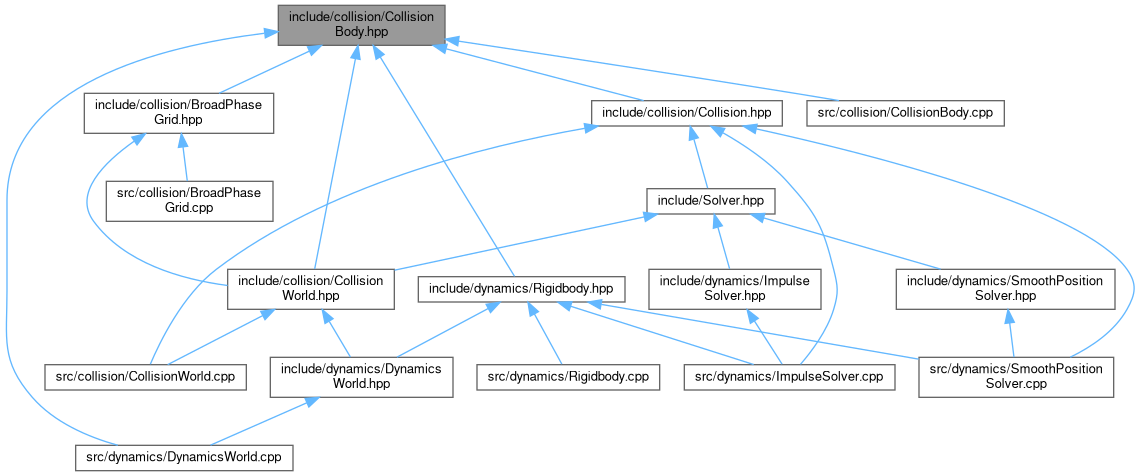 include/collision/Collision
Body.hpp
include/collision/BroadPhase
Grid.hpp
include/collision/Collision.hpp
src/collision/CollisionBody.cpp
src/collision/BroadPhase
Grid.cpp
include/Solver.hpp
include/collision/Collision
World.hpp
include/dynamics/Rigidbody.hpp
include/dynamics/Impulse
Solver.hpp
include/dynamics/SmoothPosition
Solver.hpp
src/collision/CollisionWorld.cpp
include/dynamics/Dynamics
World.hpp
src/dynamics/Rigidbody.cpp
src/dynamics/ImpulseSolver.cpp
src/dynamics/SmoothPosition
Solver.cpp
src/dynamics/DynamicsWorld.cpp